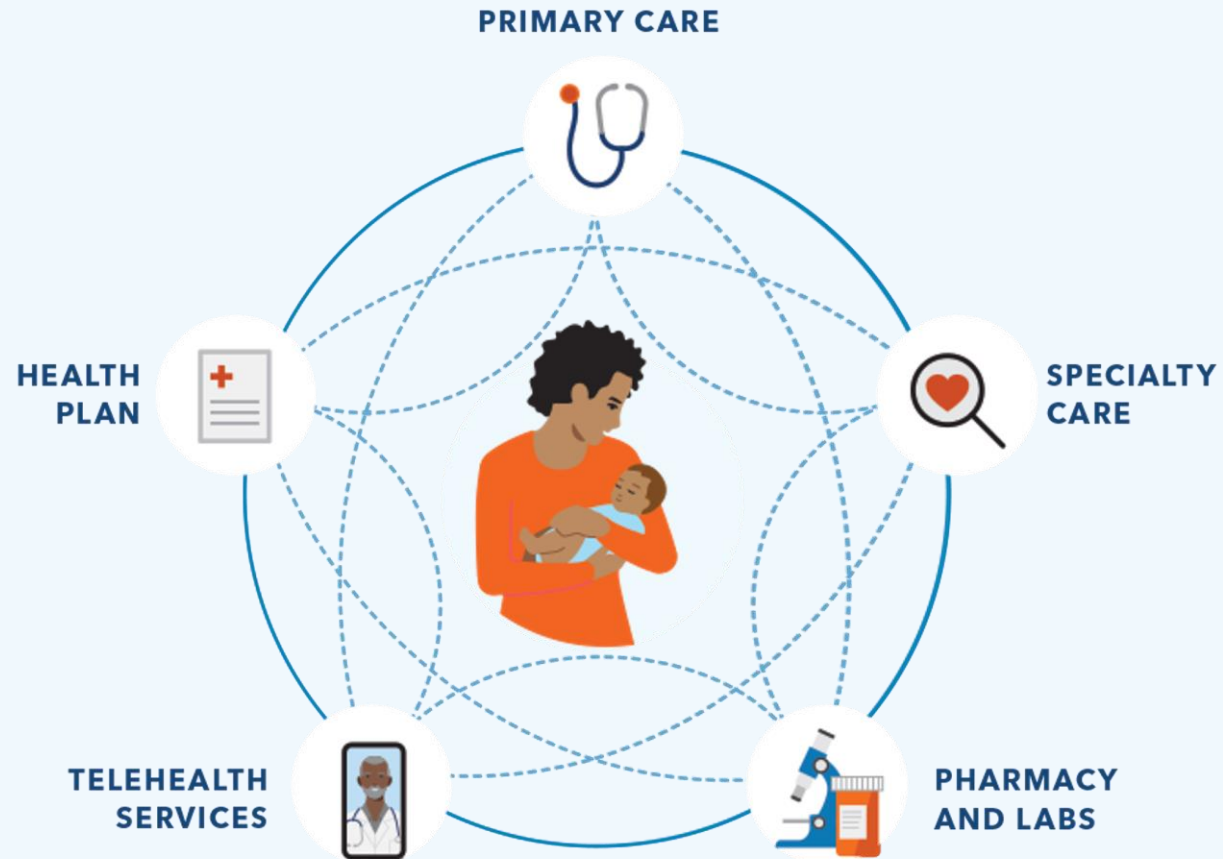 PRIMARY CARE
HEALTH
PLAN
SPECIALTY
CARE
TELEHEALTH
SERVICES
PHARMACY
AND LABS